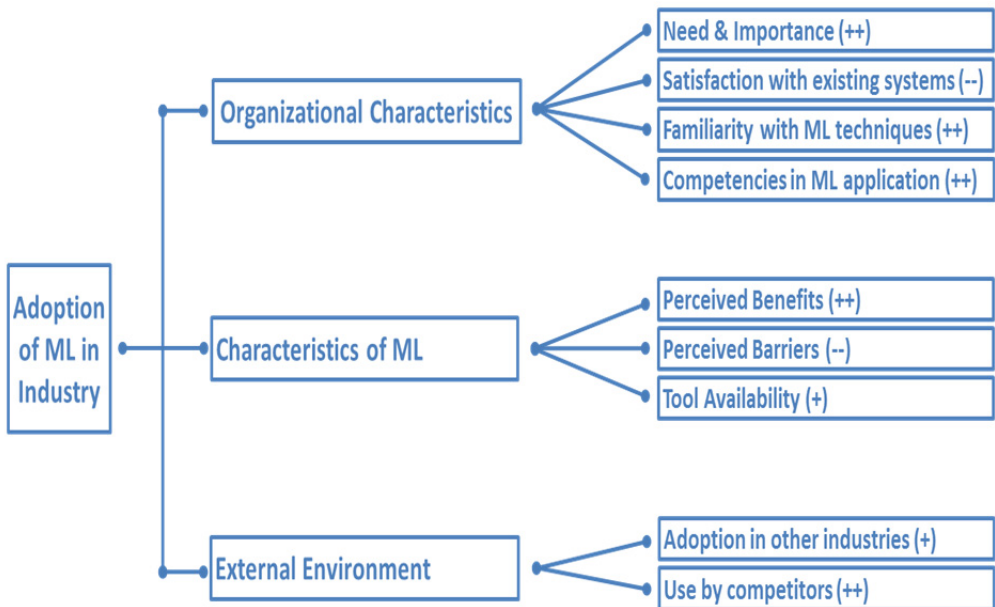 Adoption
of ML in
Industry
Organizational Characteristics
Need & Importance (++)
Satisfaction with existing systems (--)
Familiarity with ML techniques (++)
Competencies in ML application (++)
Characteristics of ML
Perceived Benefits (++)
Perceived Barriers (--)
Tool Availability (+)
External Environment
Adoption in other industries (+)
Use by competitors (++)